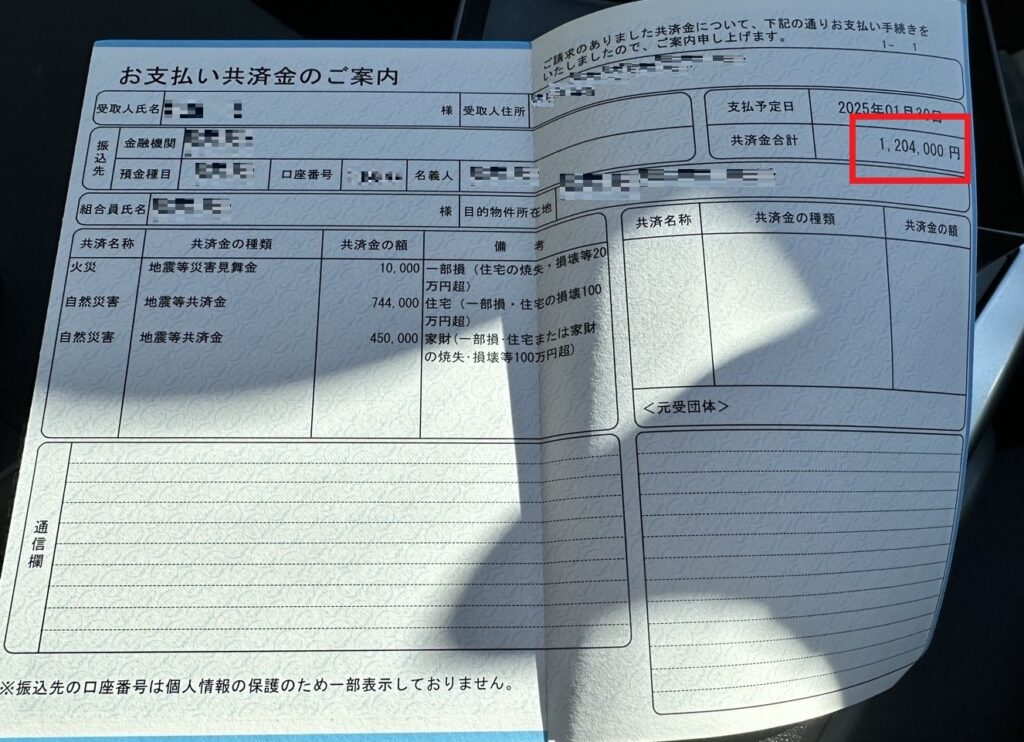 お支払い共済金のご案内
ご請求のありました共済金について、下記の通りお支払い手続きを
いたしましたので、ご案内申し上げます。
1- 1
受取人氏名 様 受取人住所
支払予定日 2025年01月30日
共済金合計 1,204,000 円
振込先 金融機関
預金種目 口座番号 名義人
組合員氏名 様 目的物件所在地
共済名称 共済金の種類 共済金の額 備考
火災 地震等災害見舞金 10,000 一部損（住宅の焼失・損壊等20
万円超）
自然災害 地震等共済金 744,000 住宅（一部損・住宅の損壊100
万円超）
自然災害 地震等共済金 450,000 家財(一部損・住宅または家財
の焼失・損壊等100万円超)
共済名称 共済金の種類 共済金の額
＜元受団体＞
通信欄
※振込先の口座番号は個人情報の保護のため一部表示しておりません。